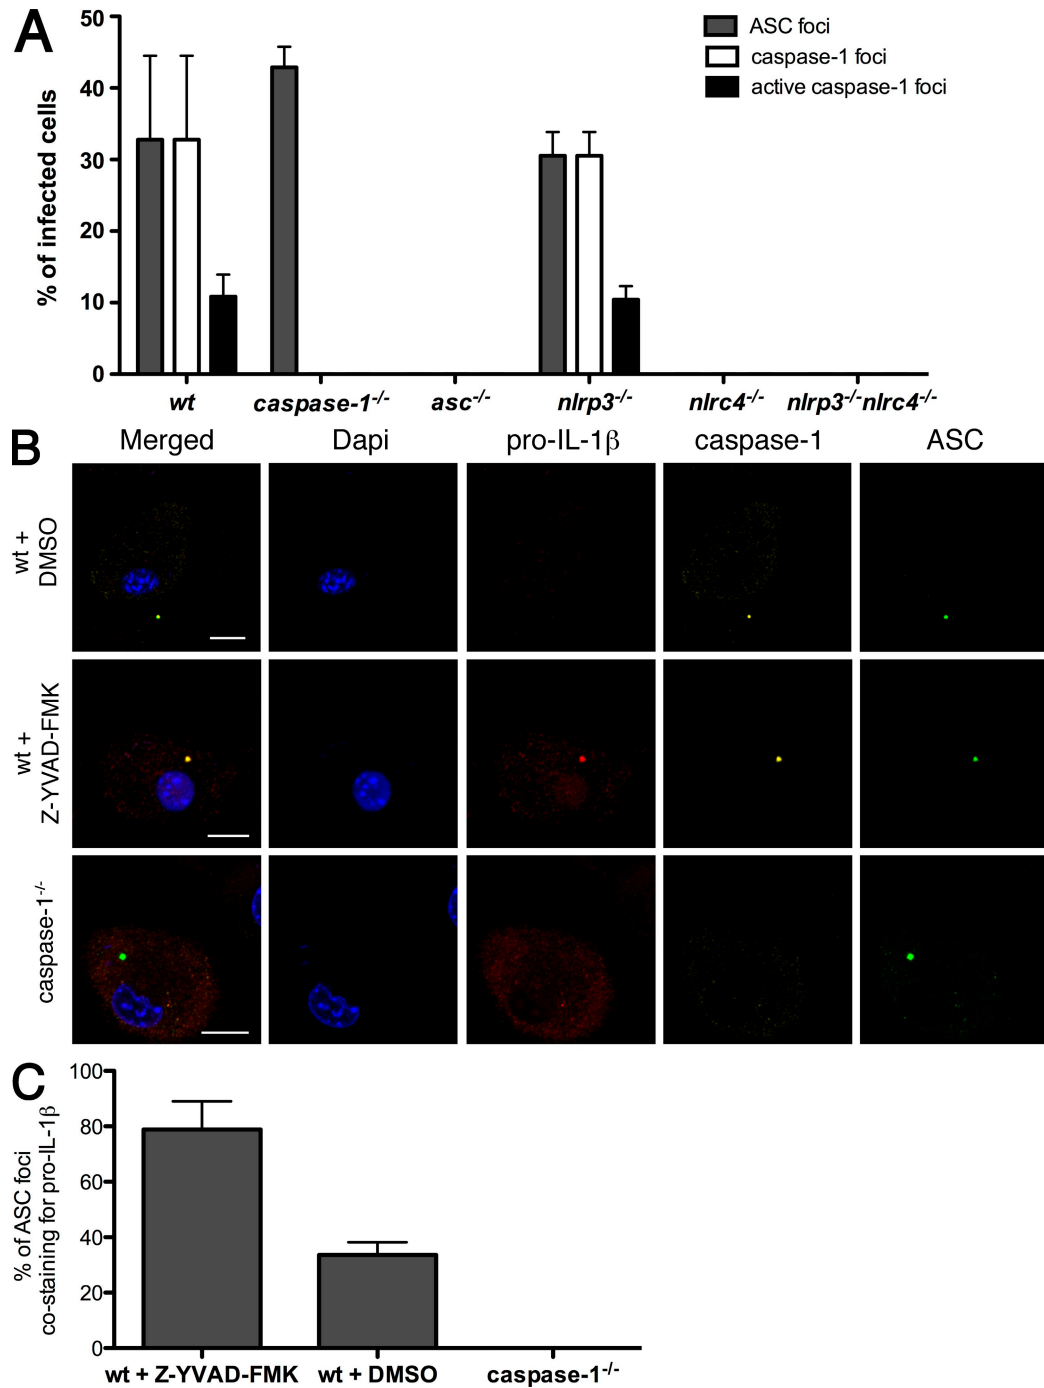 A
50
40
30
20
10
0
% of infected cells
ASC foci
caspase-1 foci
active caspase-1 foci
wt
caspase-1-/-
asc-/-
nlrp3-/-
nlrc4-/-
nlrp3-/-nlrc4-/-
B
Merged
Dapi
pro-IL-1β
caspase-1
ASC
wt +
DMSO
wt +
Z-YVAD-FMK
caspase-1-/-
C
100
80
60
40
20
0
% of ASC foci
co-staining for pro-IL-1β
wt + Z-YVAD-FMK
wt + DMSO
caspase-1-/-